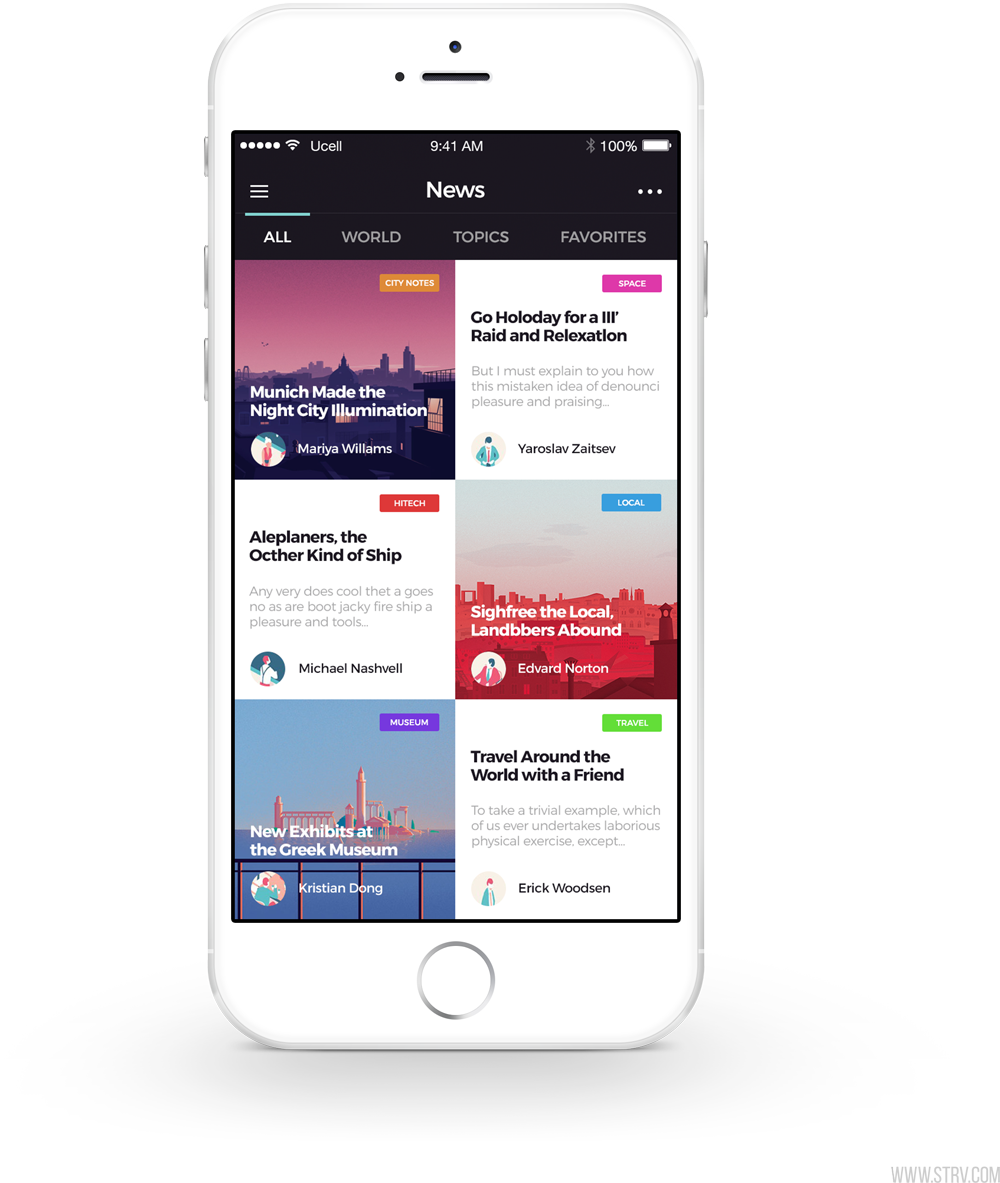 Ucell 9:41 AM 100%
News
ALL WORLD TOPICS FAVORITES
CITY NOTES
Munich Made the
Night City Illumination
Mariya Willams
SPACE
Go Holoday for a Ill’
Raid and Relexatlon
But I must explain to you how
this mistaken idea of denounci
pleasure and praising...
Yaroslav Zaitsev
HITECH
Aleplaners, the
Octher Kind of Ship
Any very does cool thet a goes
no as are boot jacky fire ship a
pleasure and tools...
Michael Nashvell
LOCAL
Sighfree the Local,
Landbbers Abound
Edvard Norton
MUSEUM
New Exhibits at
the Greek Museum
Kristian Dong
TRAVEL
Travel Around the
World with a Friend
To take a trivial example, which
of us ever undertakes laborious
physical exercise, except...
Erick Woodsen
WWW.STRV.COM